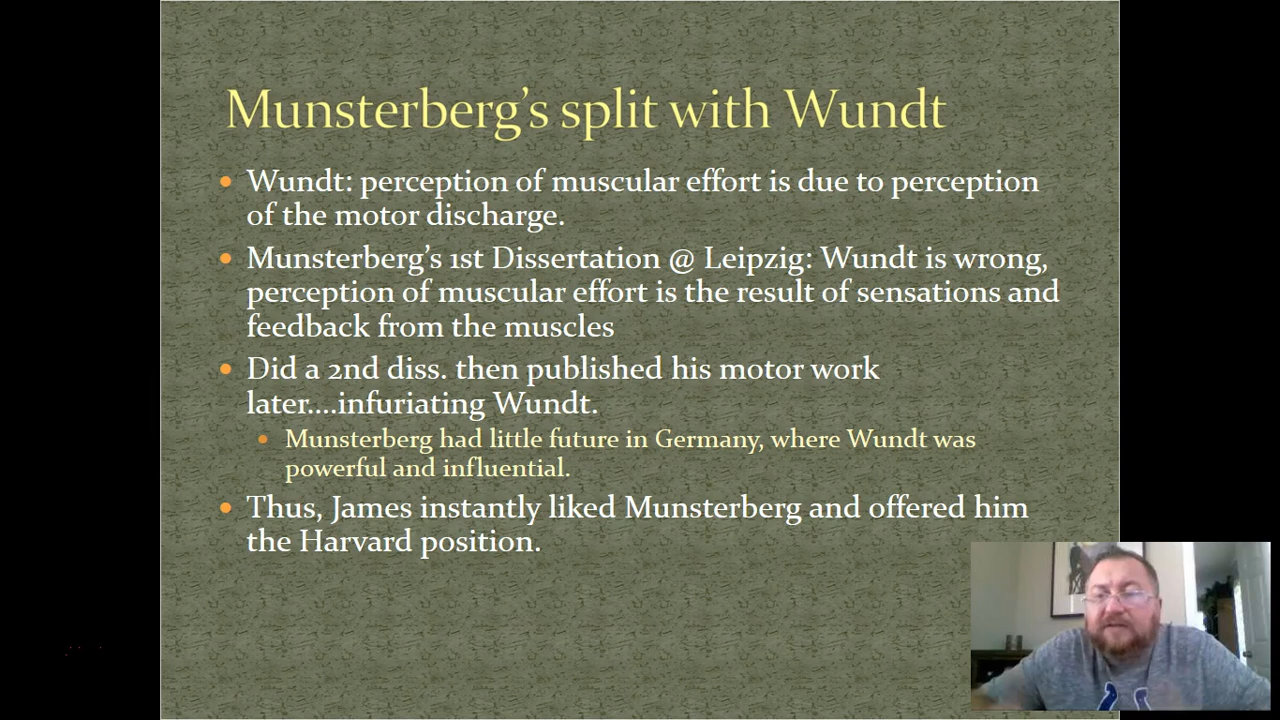 Munsterberg's split with Wundt
Wundt: perception of muscular effort is due to perception
of the motor discharge.
Munsterberg's 1st Dissertation @ Leipzig: Wundt is wrong,
perception of muscular effort is the result of sensations and
feedback from the muscles
Did a 2nd diss. then published his motor work
later....infuriating Wundt.
Munsterberg had little future in Germany, where Wundt was
powerful and influential.
Thus, James instantly liked Munsterberg and offered him
the Harvard position.